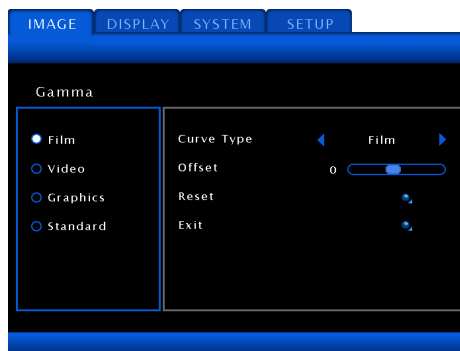 IMAGE DISPLAY SYSTEM SETUP
Gamma
Film
Video
Graphics
Standard
Curve Type Film
Offset 0
Reset
Exit